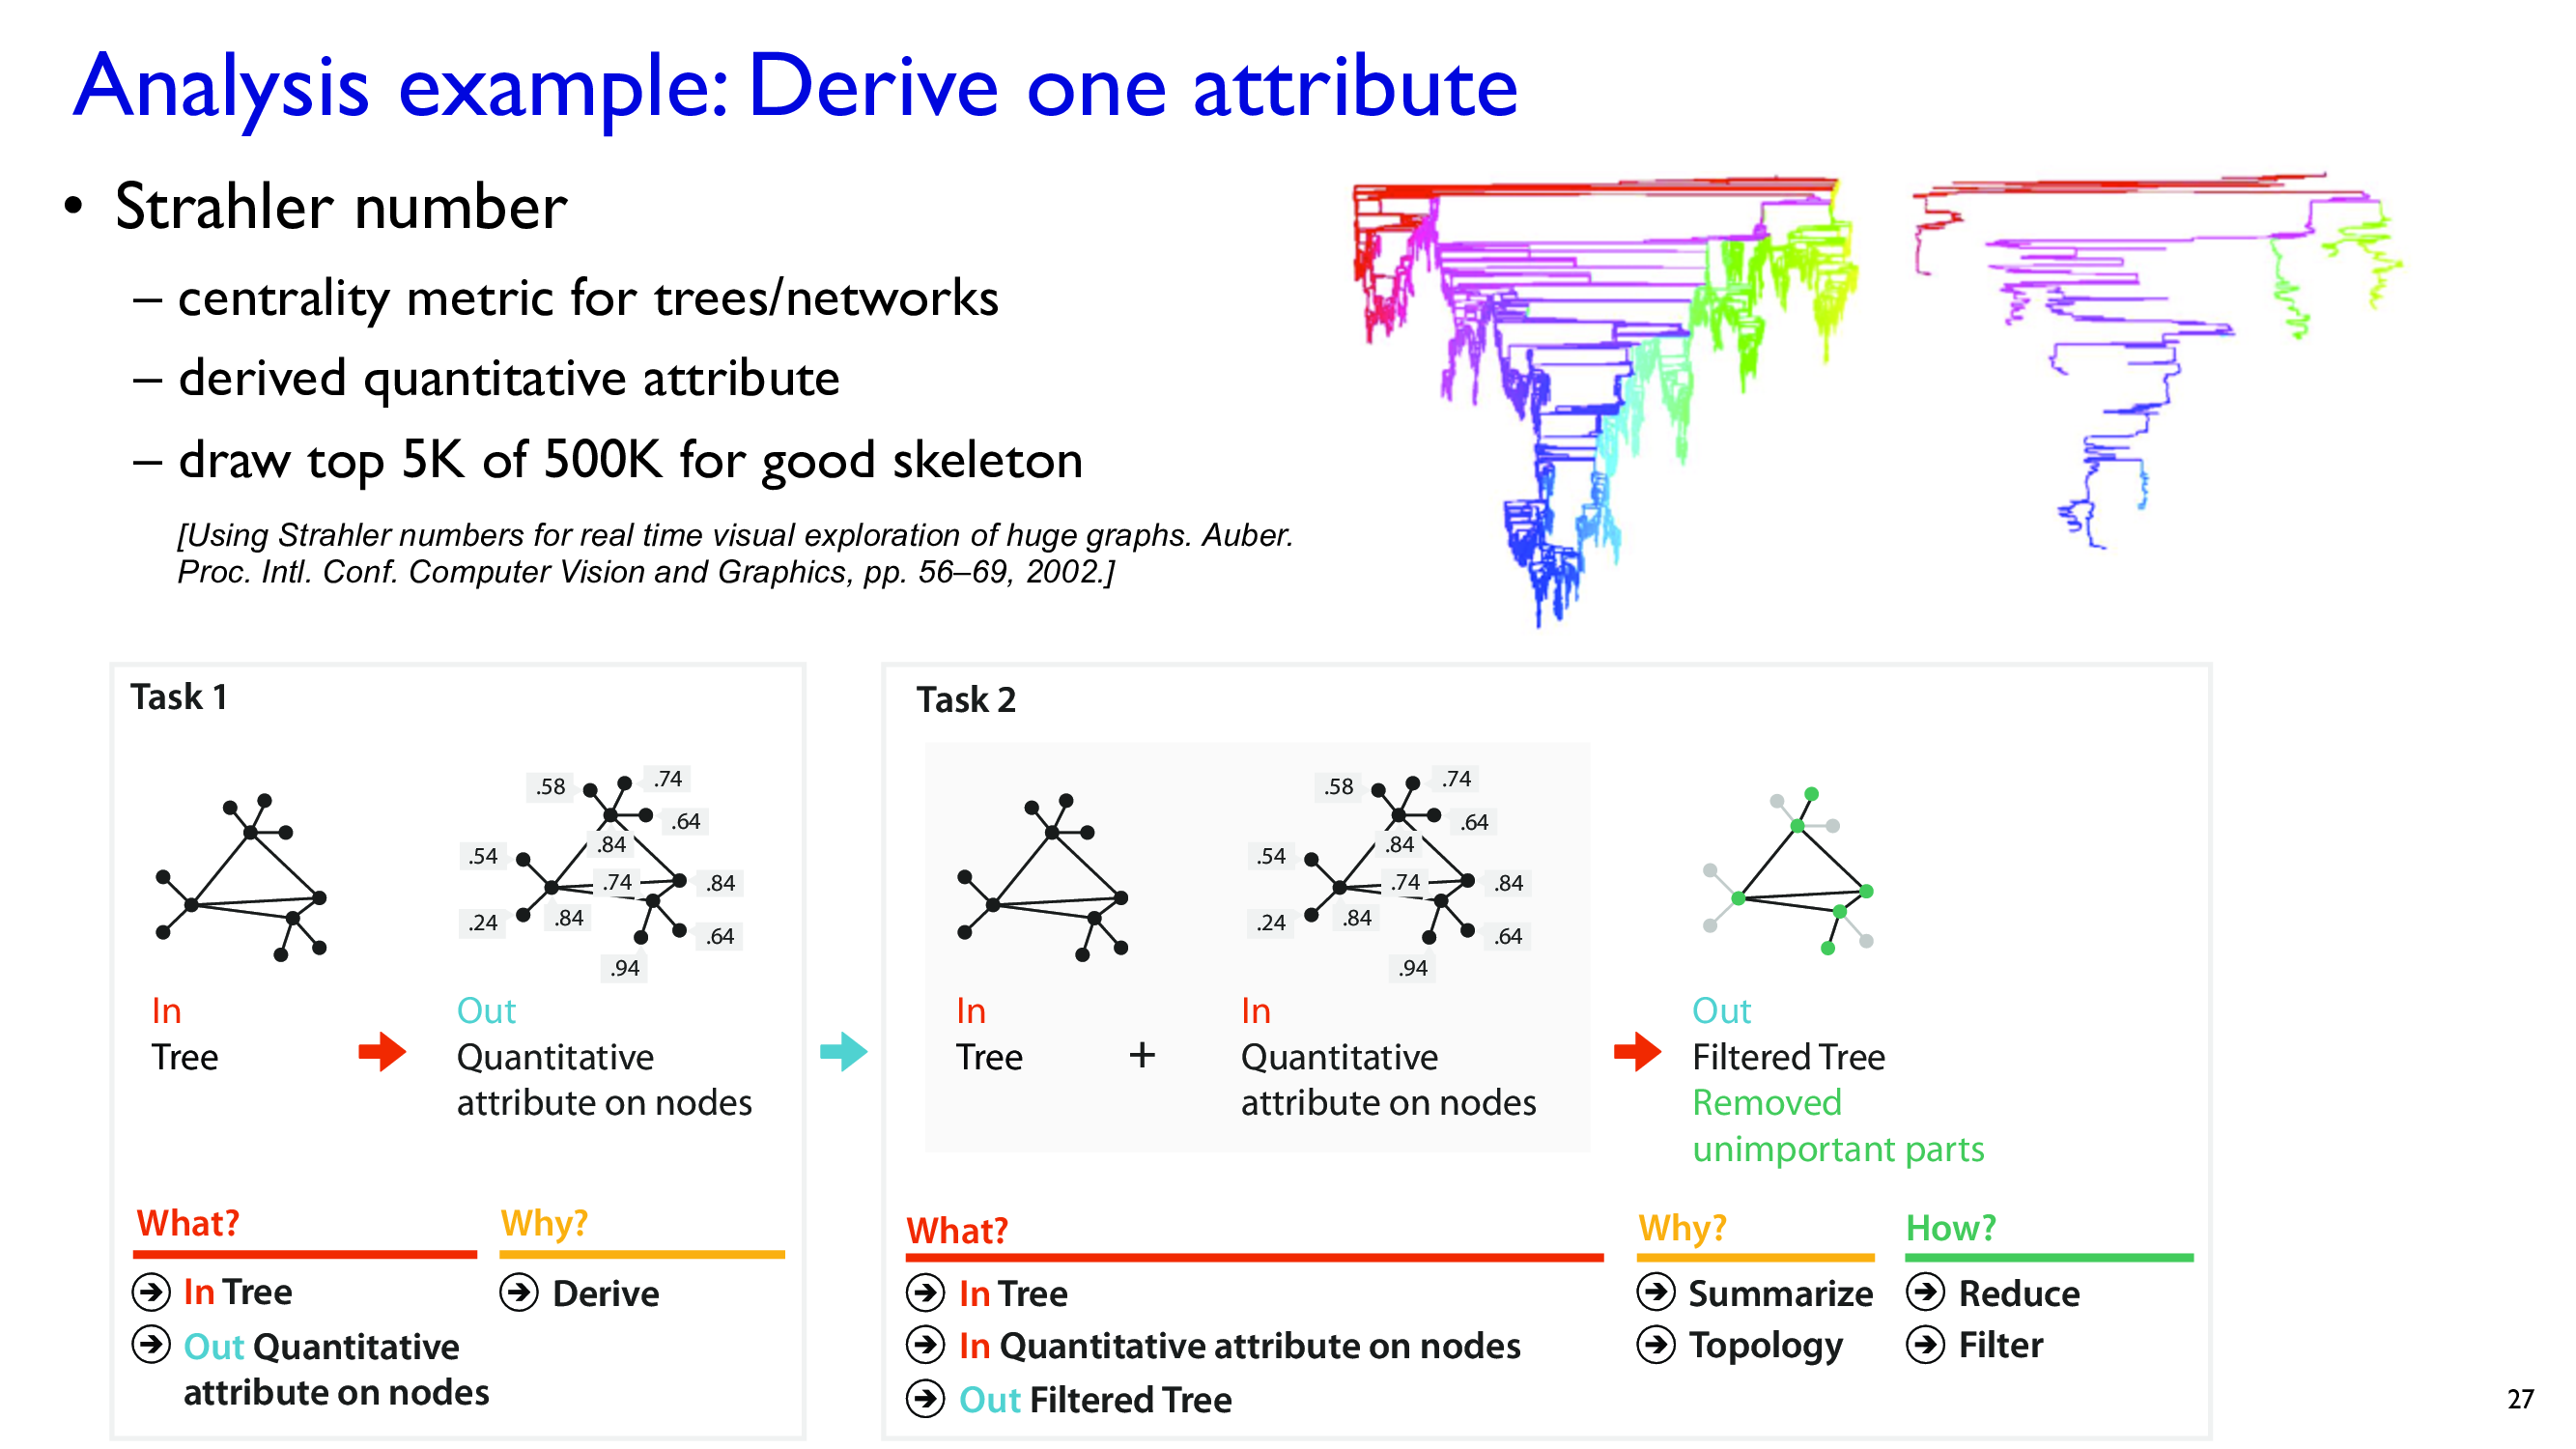 Analysis example: Derive one attribute
• Strahler number
– centrality metric for trees/networks
– derived quantitative attribute
– draw top 5K of 500K for good skeleton
[Using Strahler numbers for real time visual exploration of huge graphs. Auber.
Proc. Intl. Conf. Computer Vision and Graphics, pp. 56–69, 2002.]
Task 1
.58
.74
.64
.84
.54
.74
.84
.24
.84
.64
.94
In
Tree
Out
Quantitative
attribute on nodes
What?
In Tree
Out Quantitative
attribute on nodes
Why?
Derive
Task 2
.58
.74
.64
.84
.54
.74
.84
.24
.84
.64
.94
In
Tree
+
In
Quantitative
attribute on nodes
Out
Filtered Tree
Removed
unimportant parts
What?
In Tree
In Quantitative attribute on nodes
Out Filtered Tree
Why?
Summarize
Topology
How?
Reduce
Filter
27